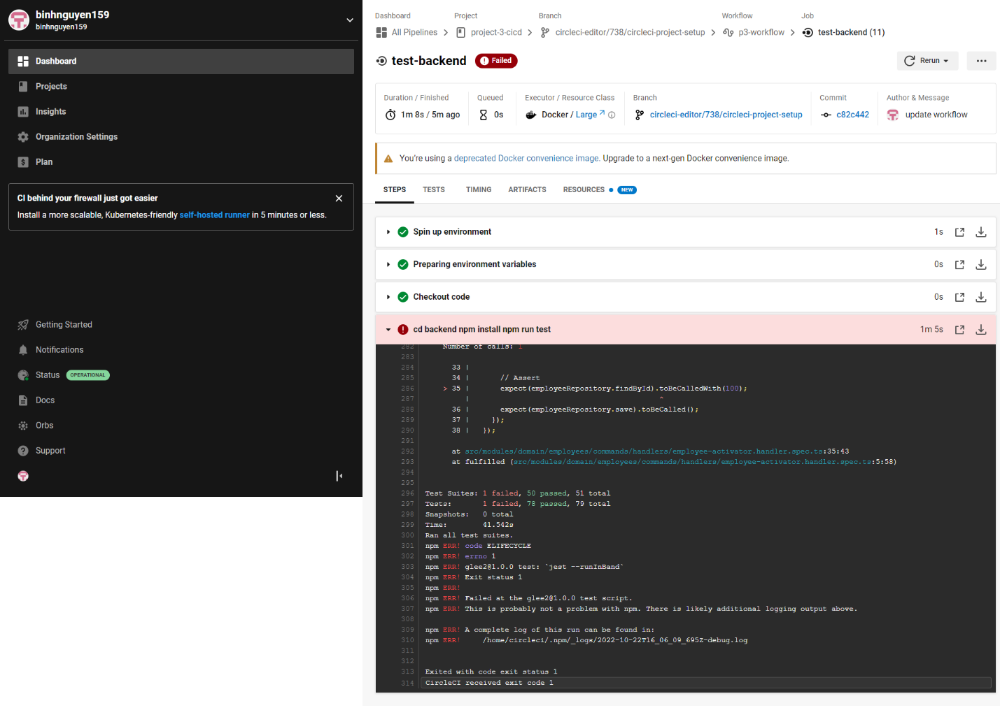 binhnguyen159
binhnguyen159
Dashboard
Projects
Insights
Organization Settings
Plan
CI behind your firewall just got easier
Install a more scalable, Kubernetes-friendly self-hosted runner in 5 minutes or less.
Getting Started
Notifications
Status OPERATIONAL
Docs
Orbs
Support
Dashboard Project Branch Workflow Job
All Pipelines project-3-cicd circleci-editor/738/circleci-project-setup p3-workflow test-backend (11)
test-backend Failed
Rerun
Duration / Finished Queued Executor / Resource Class Branch Commit Author & Message
1m 8s / 5m ago 0s Docker / Large circleci-editor/738/circleci-project-setup c82c442 update workflow
You're using a deprecated Docker convenience image. Upgrade to a next-gen Docker convenience image.
STEPS TESTS TIMING ARTIFACTS RESOURCES NEW
Spin up environment 1s
Preparing environment variables 0s
Checkout code 0s
cd backend npm install npm run test 1m 5s
282 Number of calls: 1
283
284 33 |
285 34 | // Assert
286 > 35 | expect(employeeRepository.findById).toBeCalledWith(100);
287 | ^
288 36 | expect(employeeRepository.save).toBeCalled();
289 37 | });
290 38 | });
291
292 at src/modules/domain/employees/commands/handlers/employee-activator.handler.spec.ts:35:43
293 at fulfilled (src/modules/domain/employees/commands/handlers/employee-activator.handler.spec.ts:5:58)
294
295
296 Test Suites: 1 failed, 50 passed, 51 total
297 Tests: 1 failed, 78 passed, 79 total
298 Snapshots: 0 total
299 Time: 41.542s
300 Ran all test suites.
301 npm ERR! code ELIFECYCLE
302 npm ERR! errno 1
303 npm ERR! glee2@1.0.0 test: `jest --runInBand`
304 npm ERR! Exit status 1
305 npm ERR!
306 npm ERR! Failed at the glee2@1.0.0 test script.
307 npm ERR! This is probably not a problem with npm. There is likely additional logging output above.
308
309 npm ERR! A complete log of this run can be found in:
310 npm ERR! /home/circleci/.npm/_logs/2022-10-22T16_06_09_695Z-debug.log
311
312
313 Exited with code exit status 1
314 CircleCI received exit code 1